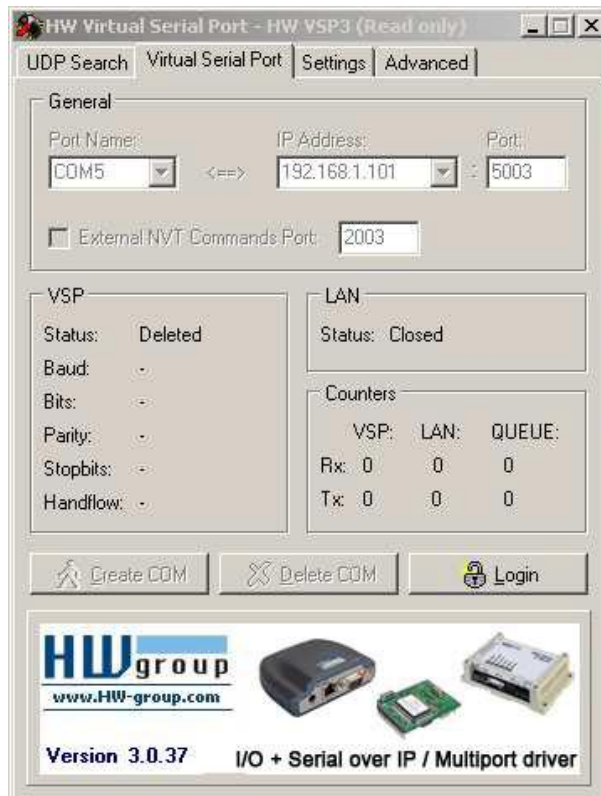 HW Virtual Serial Port - HW VSP3 (Read only)
UDP Search Virtual Serial Port Settings Advanced
General
Port Name: IP Address: Port:
COM5 <==> 192.168.1.101 : 5003
External NVT Commands Port: 2003
VSP
Status: Deleted
Baud: -
Bits: -
Parity: -
Stopbits: -
Handflow: -
LAN
Status: Closed
Counters
VSP: LAN: QUEUE:
Rx: 0 0 0
Tx: 0 0 0
Create COM Delete COM Login
HW group
www.HW-group.com
Version 3.0.37
I/O + Serial over IP / Multiport driver